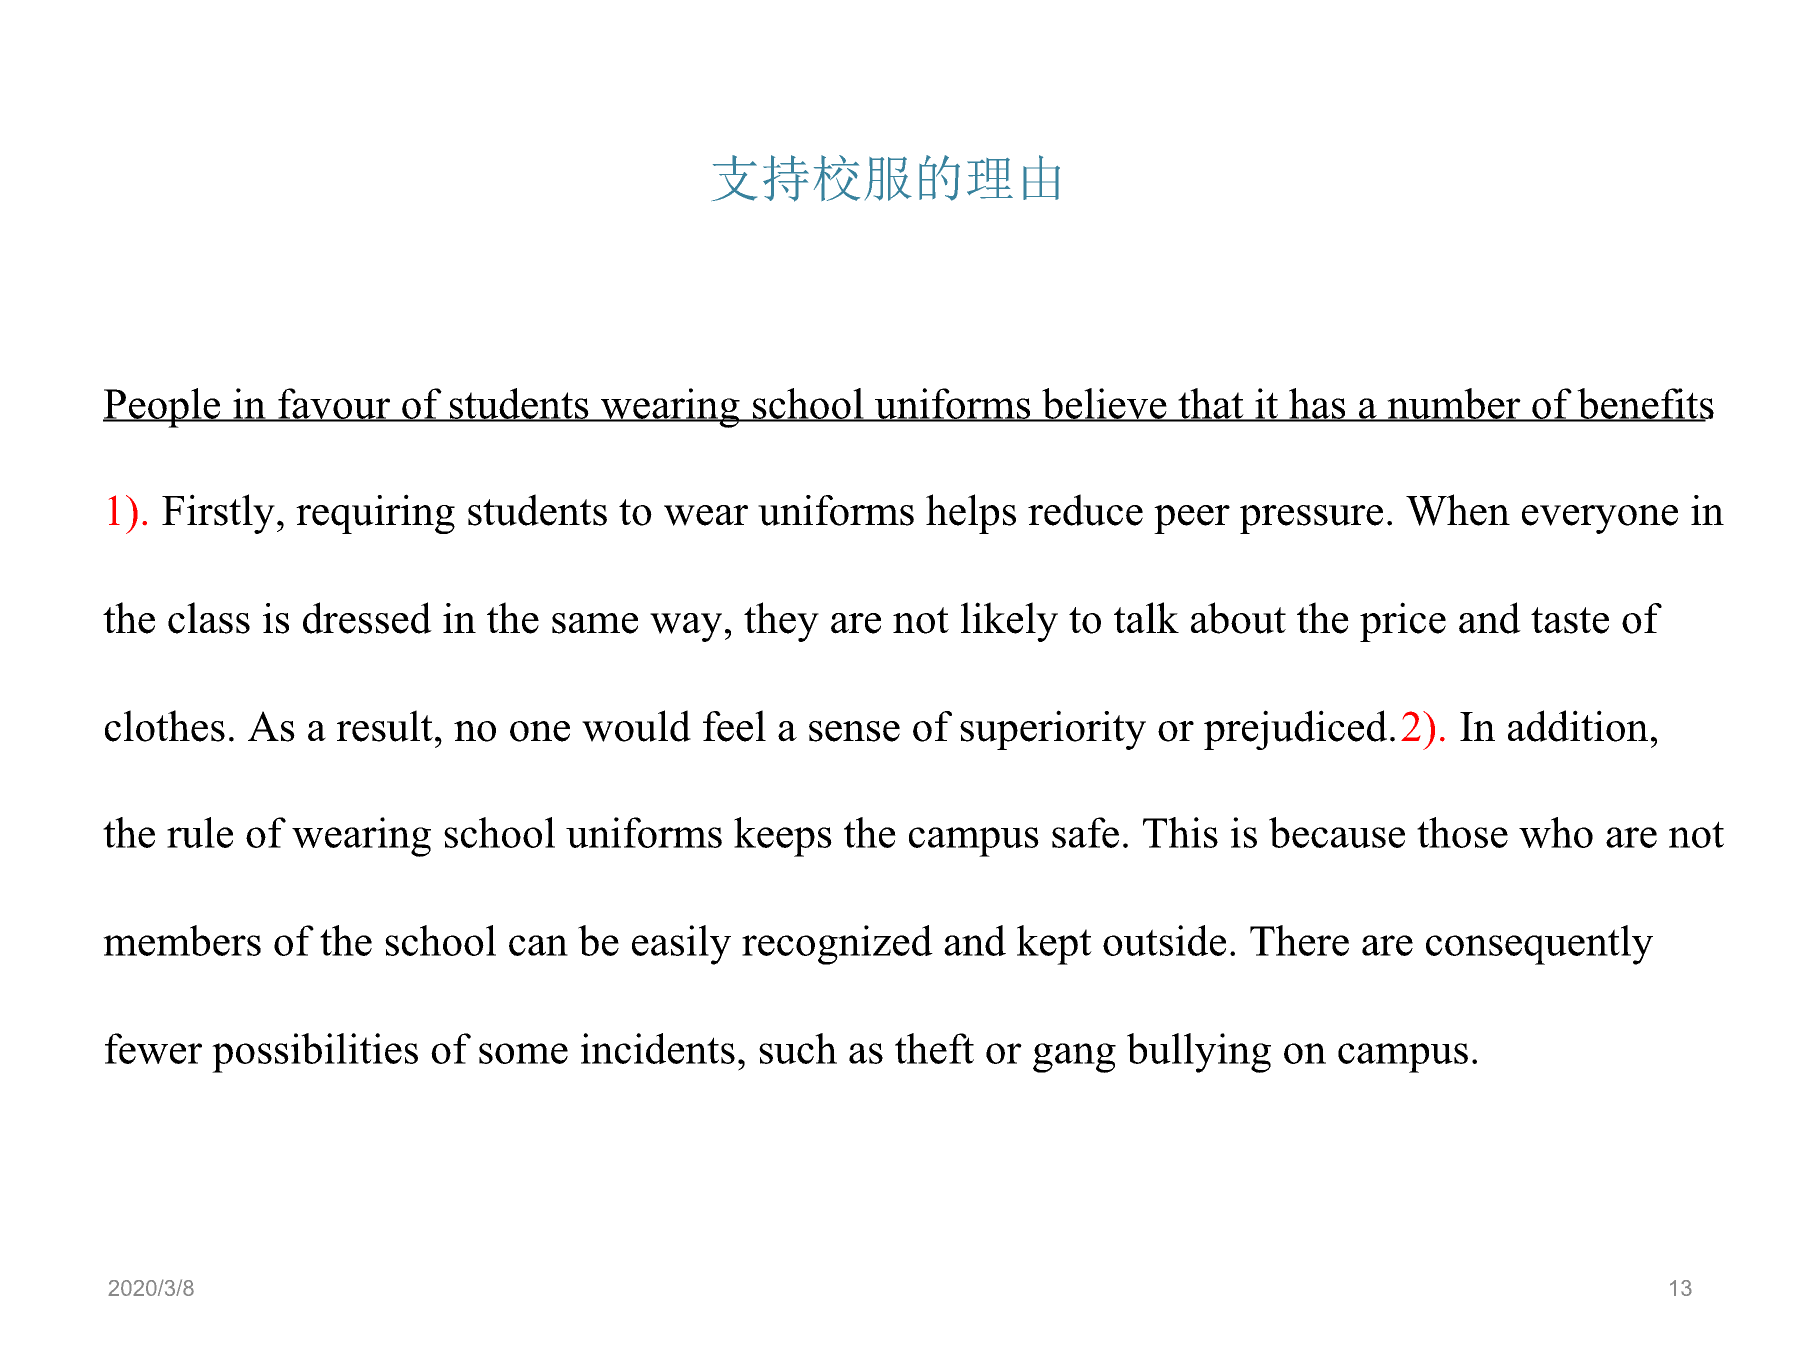 支持校服的理由
People in favour of students wearing school uniforms believe that it has a number of benefits.
1). Firstly, requiring students to wear uniforms helps reduce peer pressure. When everyone in
the class is dressed in the same way, they are not likely to talk about the price and taste of
clothes. As a result, no one would feel a sense of superiority or prejudiced.2). In addition,
the rule of wearing school uniforms keeps the campus safe. This is because those who are not
members of the school can be easily recognized and kept outside. There are consequently
fewer possibilities of some incidents, such as theft or gang bullying on campus.
2020/3/8
13